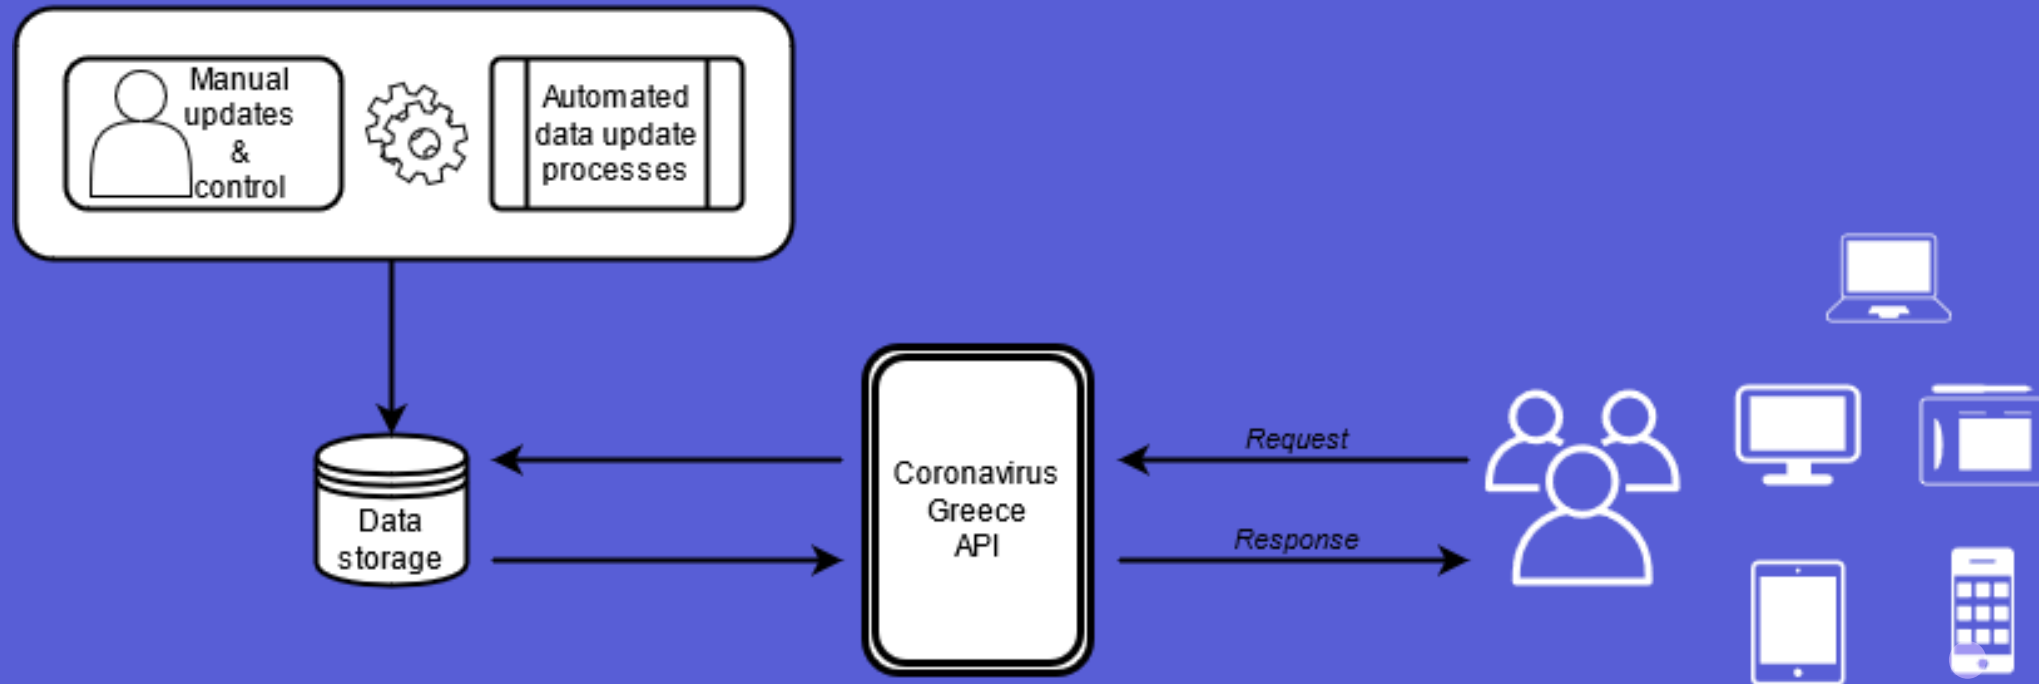 Manual
updates
&
control
Automated
data update
processes
Request
Coronavirus
Greece
API
Response
Data
storage